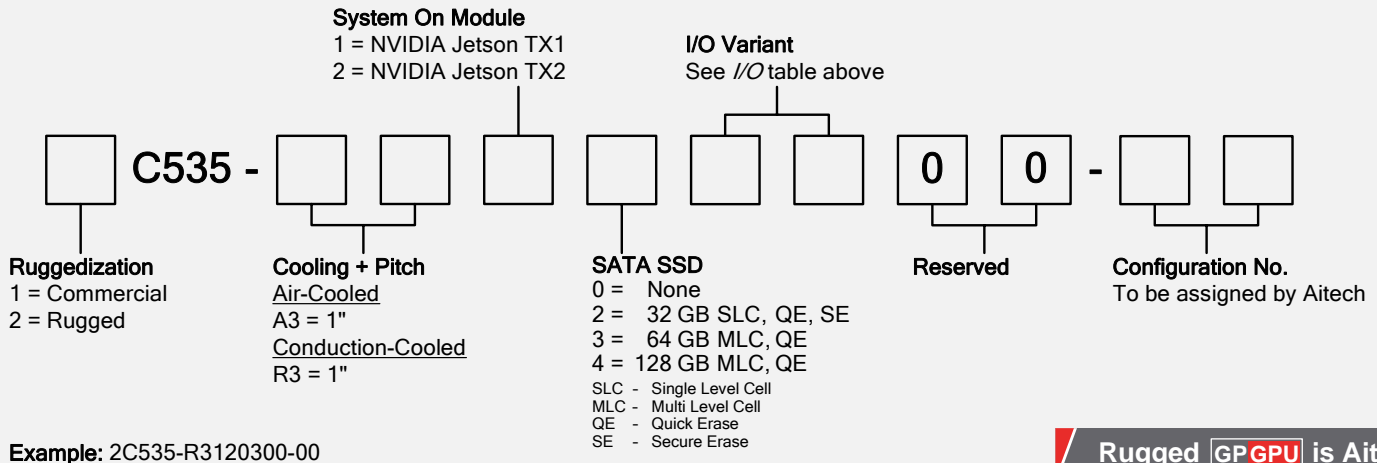 System On Module
1 = NVIDIA Jetson TX1
2 = NVIDIA Jetson TX2
I/O Variant
See I/O table above
C535 - 0 0 -
Ruggedization
1 = Commercial
2 = Rugged
Cooling + Pitch
Air-Cooled
A3 = 1"
Conduction-Cooled
R3 = 1"
SATA SSD
0 = None
2 = 32 GB SLC, QE, SE
3 = 64 GB MLC, QE
4 = 128 GB MLC, QE
SLC - Single Level Cell
MLC - Multi Level Cell
QE - Quick Erase
SE - Secure Erase
Reserved
Configuration No.
To be assigned by Aitech
Example: 2C535-R3120300-00
Rugged GPGPU is Ait